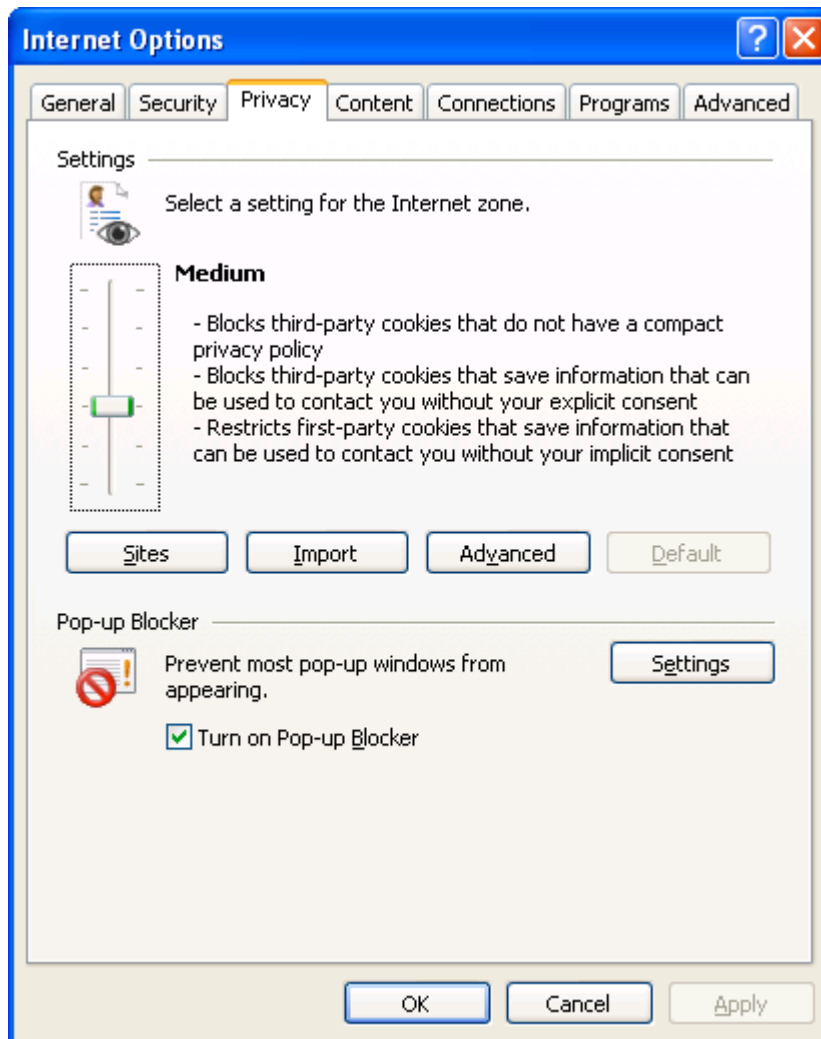 Internet Options
General Security Privacy Content Connections Programs Advanced
Settings
Select a setting for the Internet zone.
Medium
- Blocks third-party cookies that do not have a compact
privacy policy
- Blocks third-party cookies that save information that can
be used to contact you without your explicit consent
- Restricts first-party cookies that save information that
can be used to contact you without your implicit consent
Sites Import Advanced Default
Pop-up Blocker
Prevent most pop-up windows from
appearing.
Settings
Turn on Pop-up Blocker
OK Cancel Apply